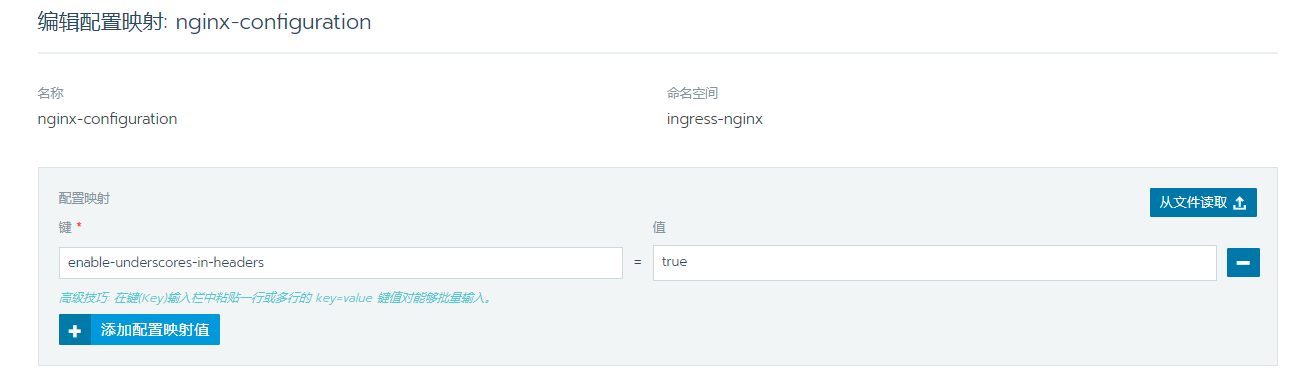 编辑配置映射: nginx-configuration
名称
命名空间
nginx-configuration
ingress-nginx
配置映射
从文件读取
键 *
值
enable-underscores-in-headers
=
true
高级技巧: 在键(Key)输入栏中粘贴一行或多行的 key=value 键值对能够批量输入。
添加配置映射值